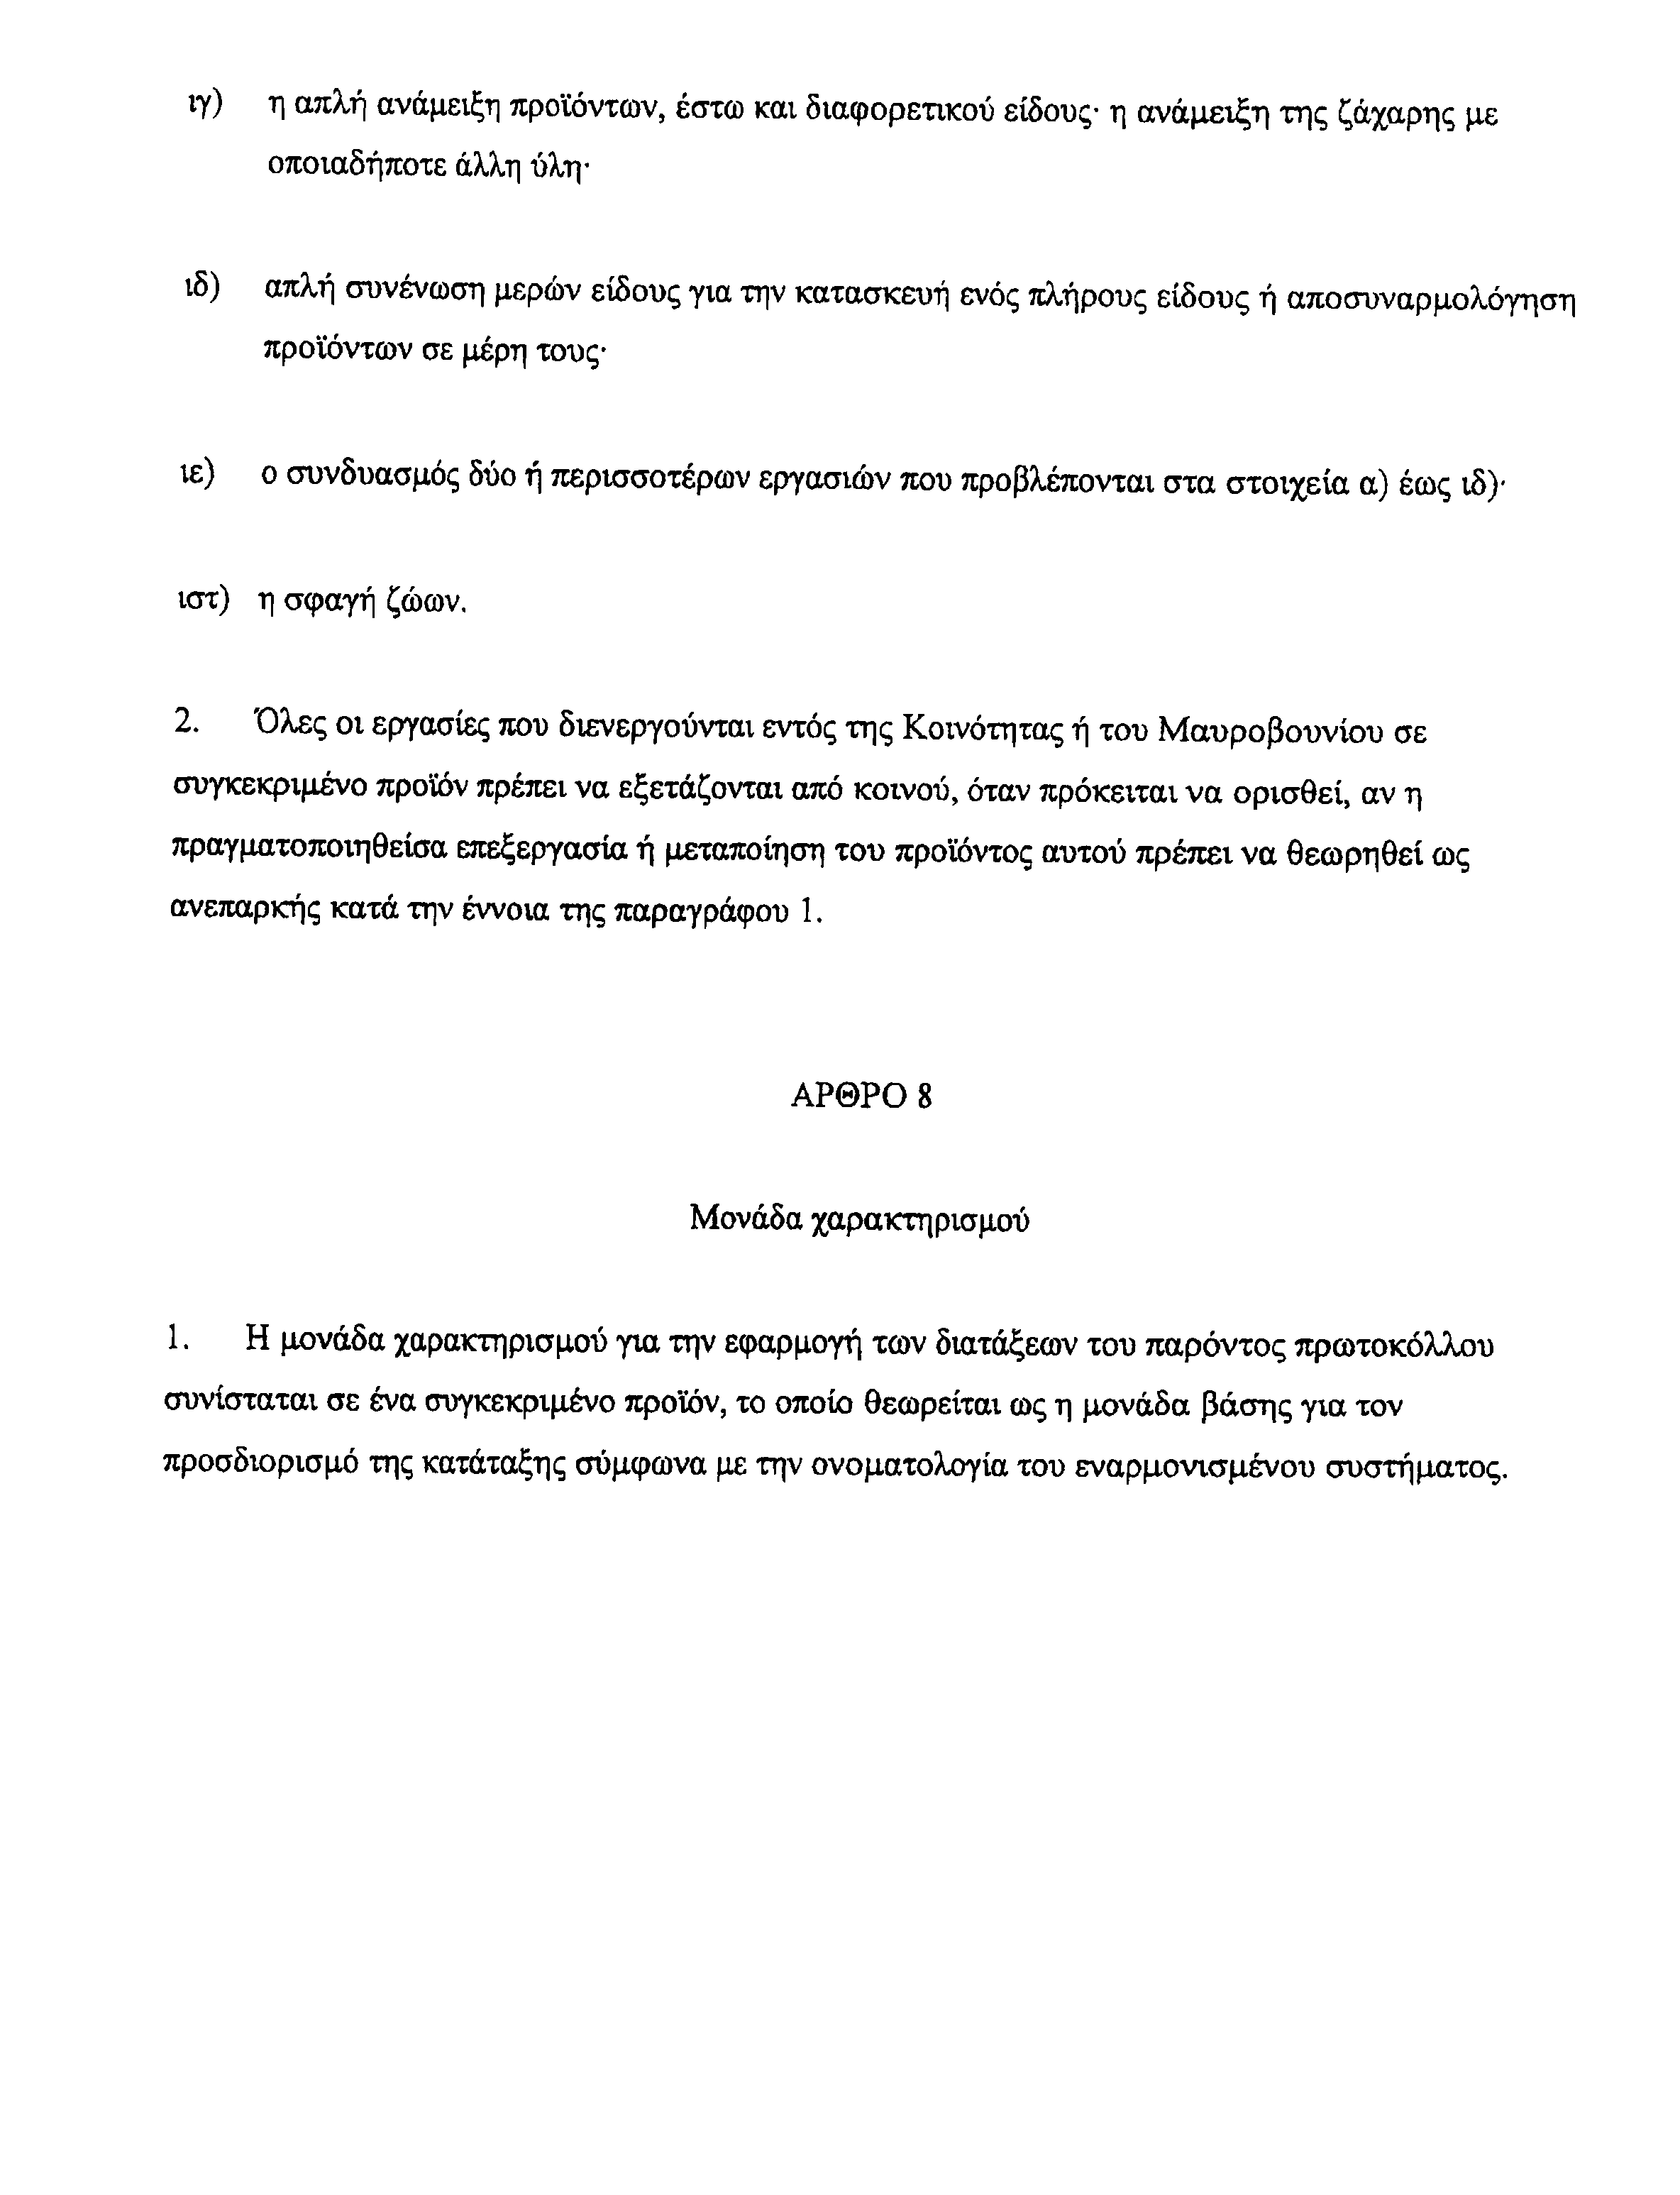 ιγ) η απλή ανάμειξη προϊόντων, έστω και διαφορετικού είδους· η ανάμειξη της ζάχαρης με
οποιαδήποτε άλλη ύλη·
ιδ) απλή συνένωση μερών είδους για την κατασκευή ενός πλήρους είδους ή αποσυναρμολόγηση
προϊόντων σε μέρη τους·
ιε) ο συνδυασμός δύο ή περισσοτέρων εργασιών που προβλέπονται στα στοιχεία α) έως ιδ)·
ιστ) η σφαγή ζώων.
2. Όλες οι εργασίες που διενεργούνται εντός της Κοινότητας ή του Μαυροβουνίου σε
συγκεκριμένο προϊόν πρέπει να εξετάζονται από κοινού, όταν πρόκειται να ορισθεί, αν η
πραγματοποιηθείσα επεξεργασία ή μεταποίηση του προϊόντος αυτού πρέπει να θεωρηθεί ως
ανεπαρκής κατά την έννοια της παραγράφου 1.
ΑΡΘΡΟ 8
Μονάδα χαρακτηρισμού
1. Η μονάδα χαρακτηρισμού για την εφαρμογή των διατάξεων του παρόντος πρωτοκόλλου
συνίσταται σε ένα συγκεκριμένο προϊόν, το οποίο θεωρείται ως η μονάδα βάσης για τον
προσδιορισμό της κατάταξης σύμφωνα με την ονοματολογία του εναρμονισμένου συστήματος.